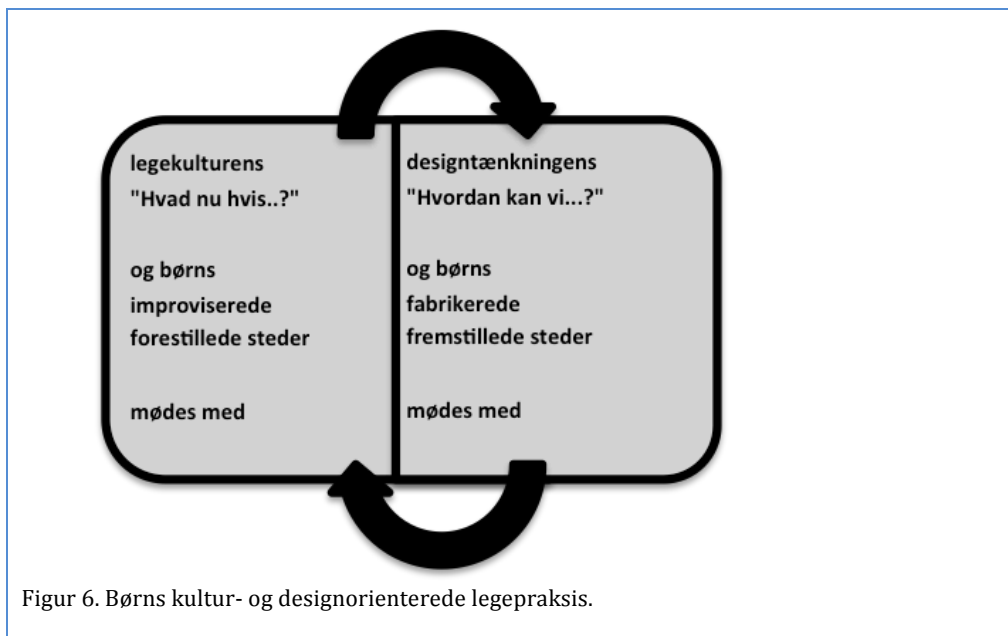 legekulturens
"Hvad nu hvis..?"
og børns
improviserede
forestillede steder
mødes med
designtænkningens
"Hvordan kan vi...?"
og børns
fabrikerede
fremstillede steder
mødes med
Figur 6. Børns kultur- og designorienterede legepraksis.